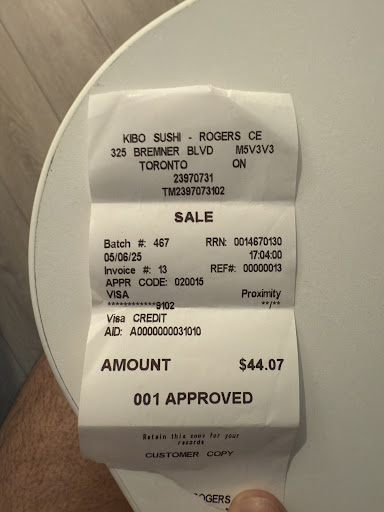 KIBO SUSHI - ROGERS CE
325 BREMNER BLVD M5V3V3
TORONTO ON
23970731
TM2397073102
SALE
Batch #: 467 RRN: 0014670130
05/06/25 17:04:00
Invoice #: 13 REF#: 00000013
APPR CODE: 020015
VISA Proximity
************9102 **/**
Visa CREDIT
AID: A0000000031010
AMOUNT $44.07
001 APPROVED
Retain this copy for your
records
CUSTOMER COPY
ROGERS